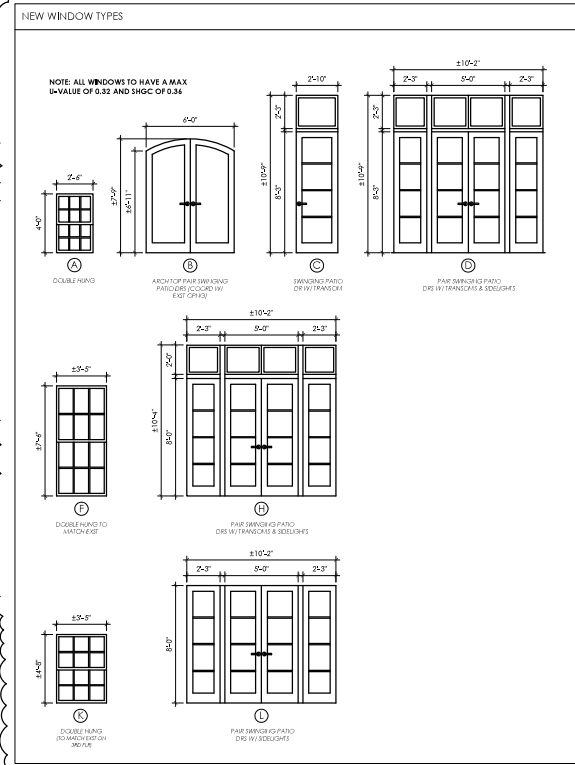 NEW WINDOW TYPES
NOTE: ALL WINDOWS TO HAVE A MAX
U-VALUE OF 0.32 AND SHGC OF 0.36
2'-6"
4'-0"
A
DOUBLE HUNG
6'-0"
±7'-9"
±6'-11"
B
ARCH TOP PAIR SWINGING
PATIO DRS (COORD W/
EXIST OPNG)
2'-10"
2'-3"
±10'-9"
8'-3"
C
SWINGING PATIO
DR W/ TRANSOM
±10'-2"
2'-3" 5'-0" 2'-3"
2'-3"
±10'-9"
8'-3"
D
PAIR SWINGING PATIO
DRS W/ TRANSOMS & SIDELIGHTS
±3'-5"
±7'-6"
F
DOUBLE HUNG TO
MATCH EXIST
±10'-2"
2'-3" 5'-0" 2'-3"
2'-0"
±10'-4"
8'-0"
H
PAIR SWINGING PATIO
DRS W/ TRANSOMS & SIDELIGHTS
±3'-5"
±4'-8"
K
DOUBLE HUNG
(TO MATCH EXIST ON
3RD FLR)
±10'-2"
2'-3" 5'-0" 2'-3"
8'-0"
L
PAIR SWINGING PATIO
DRS W/ SIDELIGHTS